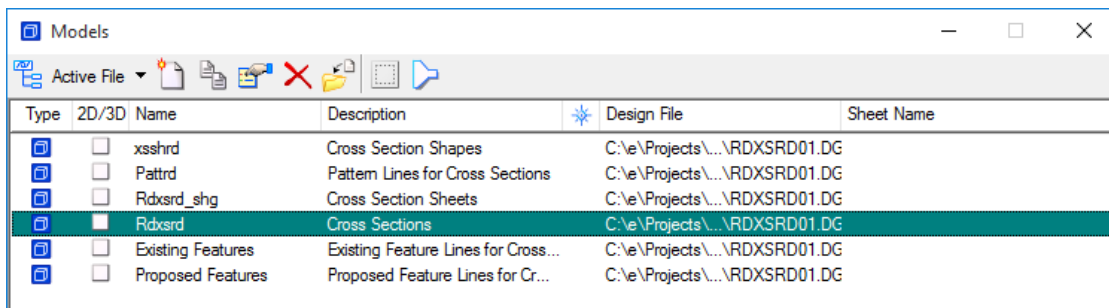 Models
Active File
Type 2D/3D Name Description Design File Sheet Name
xsshrd Cross Section Shapes C:\e\Projects\...\RDXSRD01.DG
Pattrd Pattern Lines for Cross Sections C:\e\Projects\...\RDXSRD01.DG
Rdxsrd_shg Cross Section Sheets C:\e\Projects\...\RDXSRD01.DG
Rdxsrd Cross Sections C:\e\Projects\...\RDXSRD01.DG
Existing Features Existing Feature Lines for Cross... C:\e\Projects\...\RDXSRD01.DG
Proposed Features Proposed Feature Lines for Cr... C:\e\Projects\...\RDXSRD01.DG